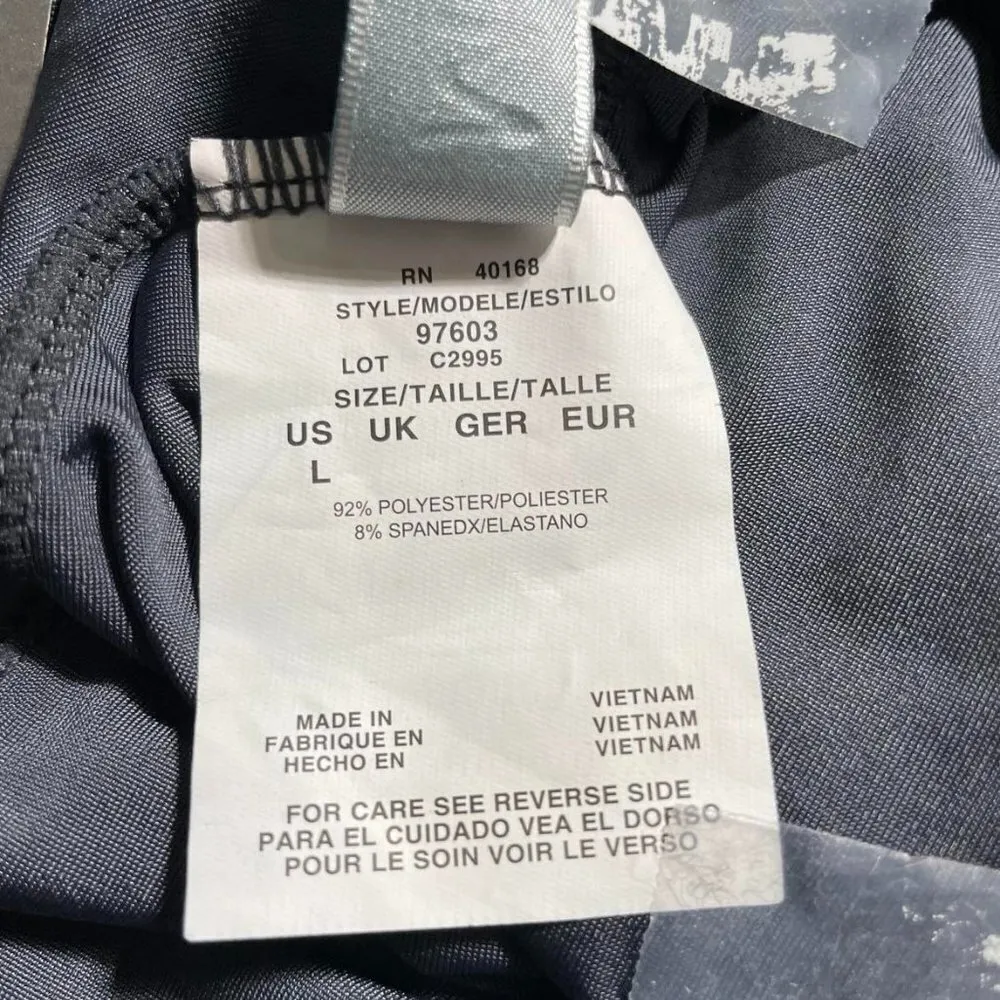 RN 40168
STYLE/MODELE/ESTILO
97603
LOT C2995
SIZE/TAILLE/TALLE
US UK GER EUR
L
92% POLYESTER/POLIESTER
8% SPANEDX/ELASTANO
MADE IN
FABRIQUE EN
HECHO EN
VIETNAM
VIETNAM
VIETNAM
FOR CARE SEE REVERSE SIDE
PARA EL CUIDADO VEA EL DORSO
POUR LE SOIN VOIR LE VERSO